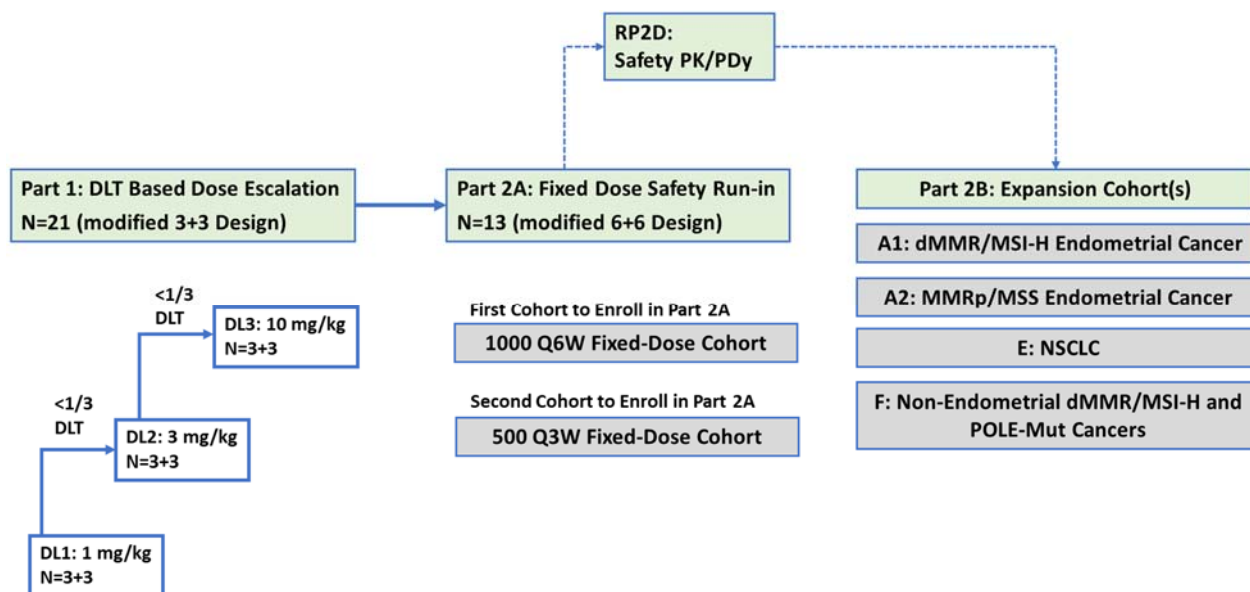 RP2D:
Safety PK/PDy
Part 1: DLT Based Dose Escalation
N=21 (modified 3+3 Design)
Part 2A: Fixed Dose Safety Run-in
N=13 (modified 6+6 Design)
Part 2B: Expansion Cohort(s)
A1: dMMR/MSI-H Endometrial Cancer
A2: MMRp/MSS Endometrial Cancer
E: NSCLC
F: Non-Endometrial dMMR/MSI-H and
POLE-Mut Cancers
First Cohort to Enroll in Part 2A
1000 Q6W Fixed-Dose Cohort
Second Cohort to Enroll in Part 2A
500 Q3W Fixed-Dose Cohort
<1/3
DLT
DL3: 10 mg/kg
N=3+3
<1/3
DLT
DL2: 3 mg/kg
N=3+3
DL1: 1 mg/kg
N=3+3